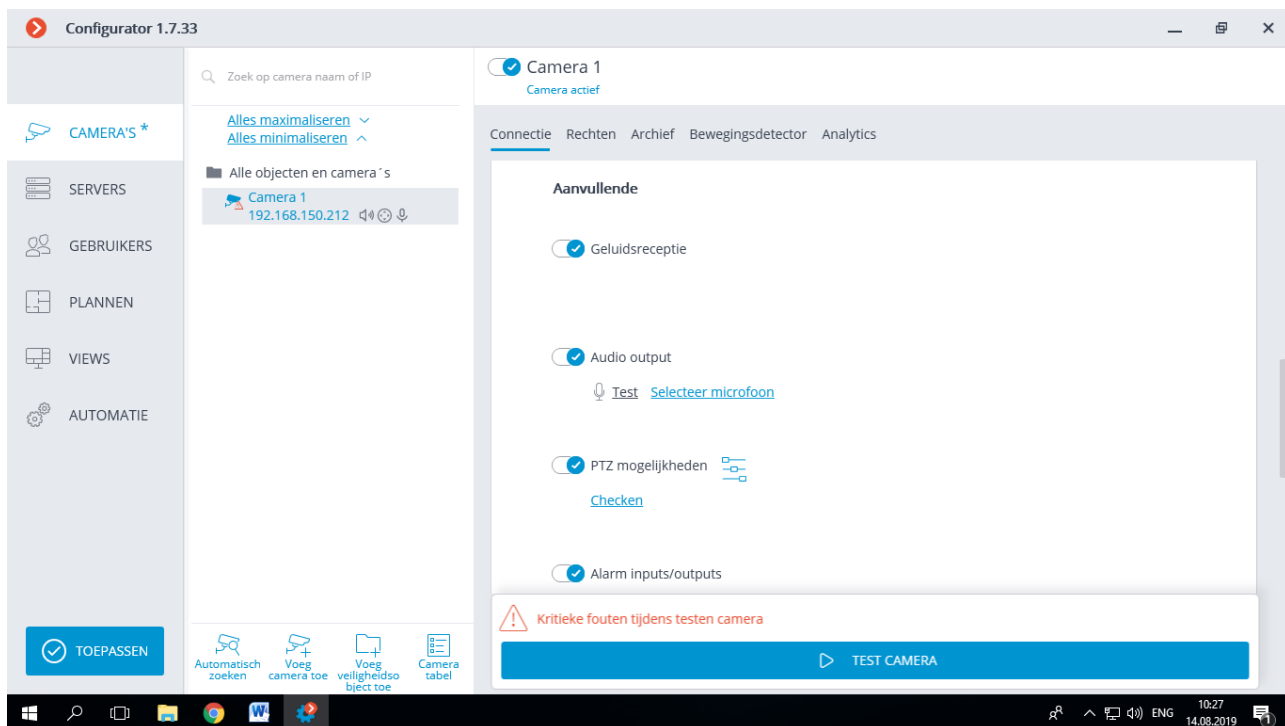 Configurator 1.7.33
CAMERA'S *
SERVERS
GEBRUIKERS
PLANNEN
VIEWS
AUTOMATIE
TOEPASSEN
Zoek op camera naam of IP
Alles maximaliseren
Alles minimaliseren
Alle objecten en camera´s
Camera 1
192.168.150.212
Automatisch
zoeken
Voeg
camera toe
Voeg
veiligheidso
bject toe
Camera
tabel
Camera 1
Camera actief
Connectie Rechten Archief Bewegingsdetector Analytics
Aanvullende
Geluidsreceptie
Audio output
Test Selecteer microfoon
PTZ mogelijkheden
Checken
Alarm inputs/outputs
Kritieke fouten tijdens testen camera
TEST CAMERA
ENG
10:27
14.08.2019